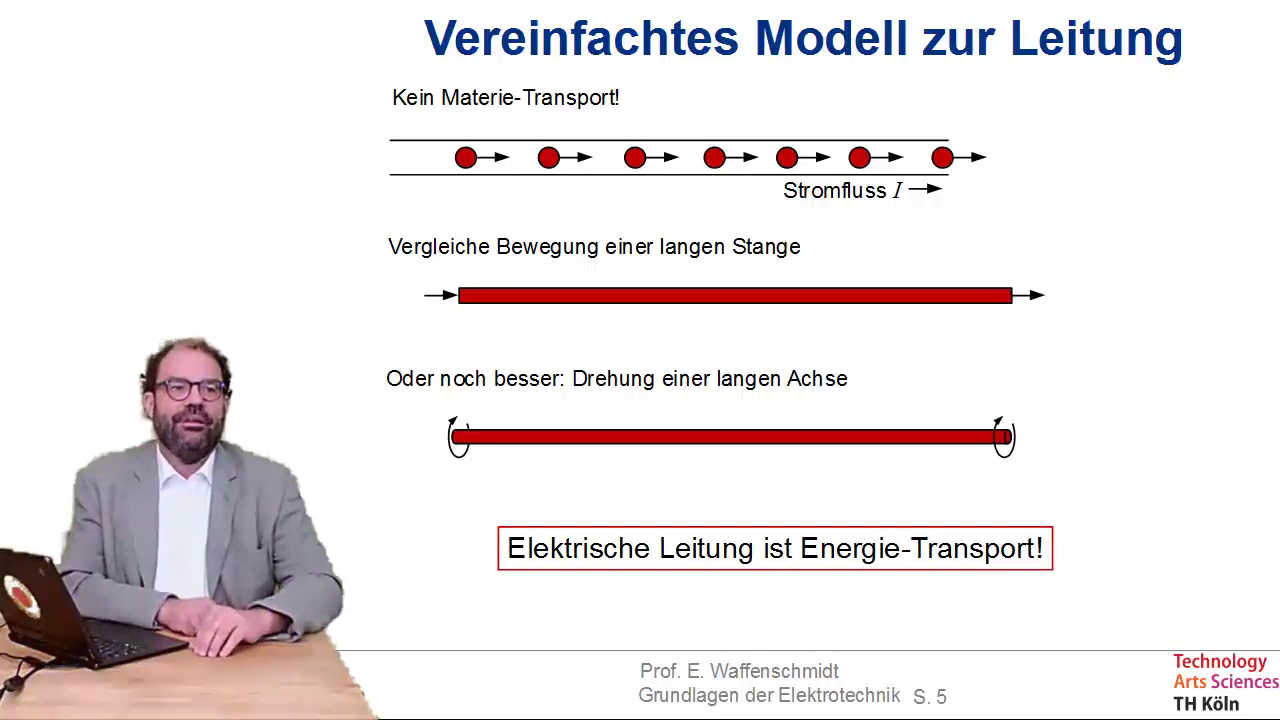 Vereinfachtes Modell zur Leitung
Kein Materie-Transport!
Stromfluss I
Vergleiche Bewegung einer langen Stange
Oder noch besser: Drehung einer langen Achse
Elektrische Leitung ist Energie-Transport!
Prof. E. Waffenschmidt
Grundlagen der Elektrotechnik S. 5
Technology
Arts Sciences
TH Köln